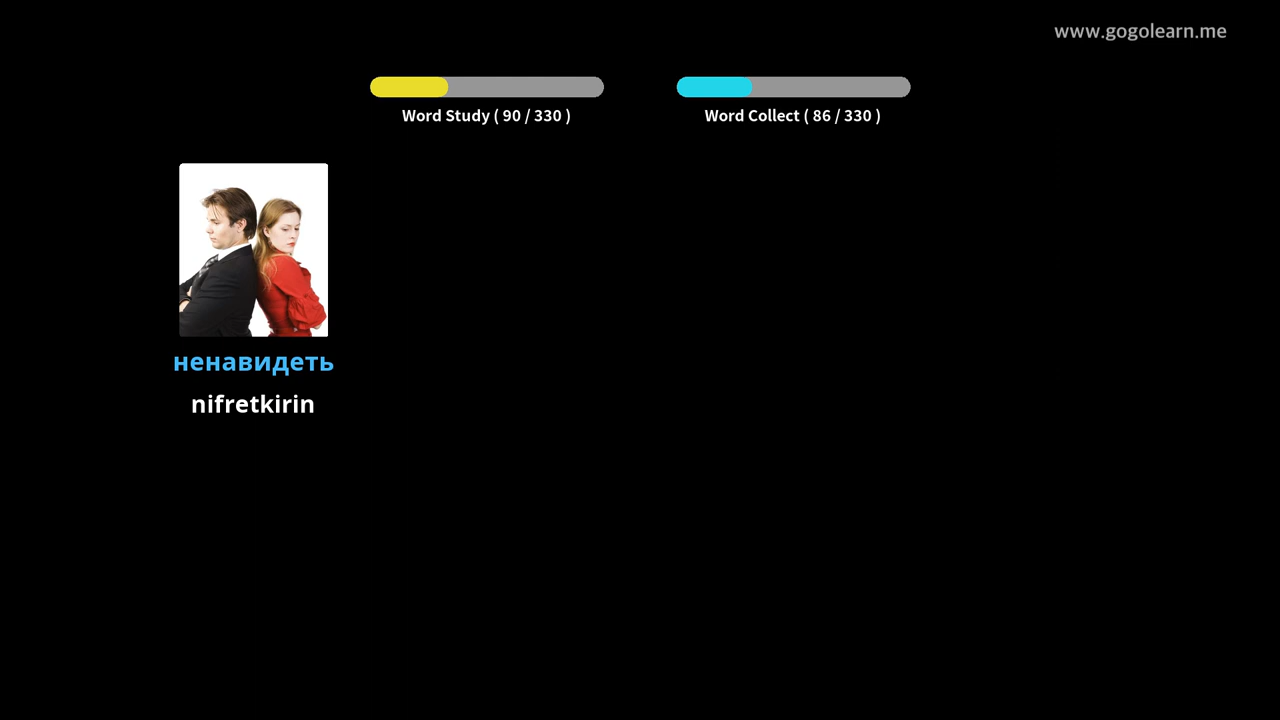 www.gogolearn.me
Word Study ( 90 / 330 )
Word Collect ( 86 / 330 )
ненавидеть
nifretkirin